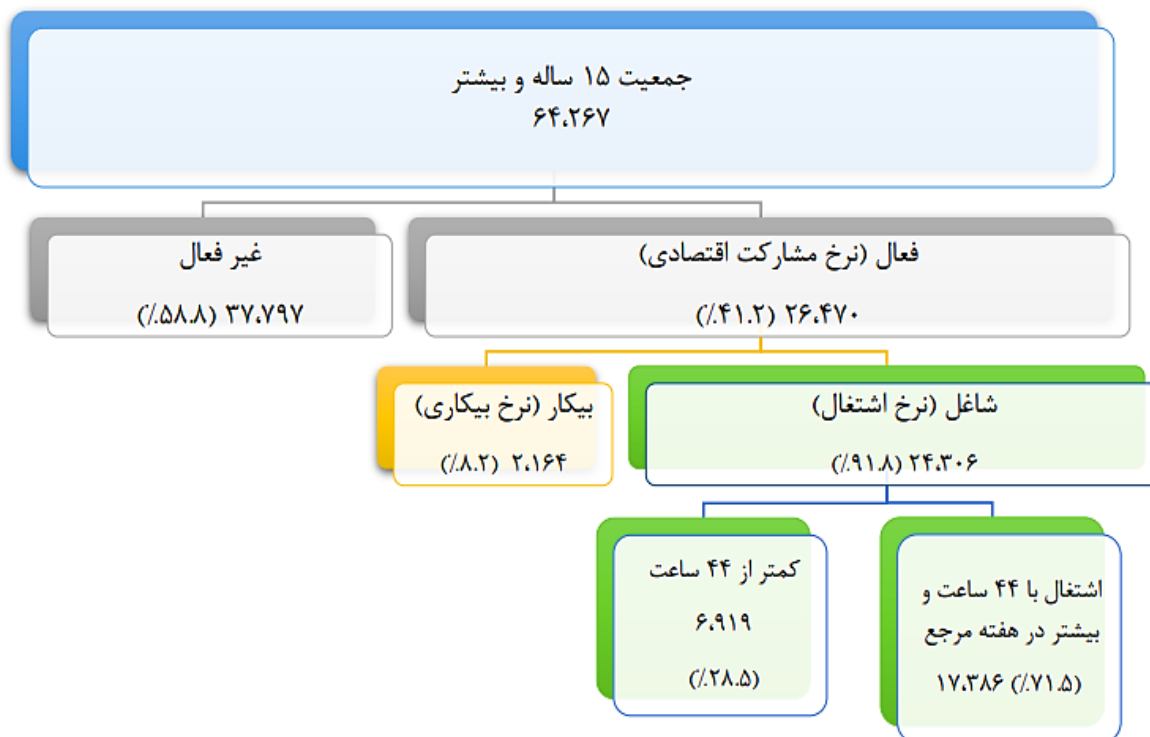 جمعیت ۱۵ ساله و بیشتر
۶۴،۲۶۷
فعال (نرخ مشارکت اقتصادی)
۲۶،۴۷۰ (٪۴۱.۲)
غیر فعال
۳۷،۷۹۷ (٪۵۸.۸)
شاغل (نرخ اشتغال)
۲۴،۳۰۶ (٪۹۱.۸)
بیکار (نرخ بیکاری)
۲،۱۶۴ (٪۸.۲)
اشتغال با ۴۴ ساعت و
بیشتر در هفته مرجع
۱۷،۳۸۶ (٪۷۱.۵)
کمتر از ۴۴ ساعت
۶،۹۱۹
(٪۲۸.۵)